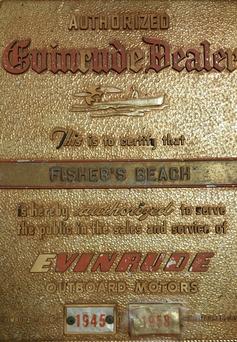 AUTHORIZED
Evinrude Dealer
This is to certify that
FISHER'S BEACH
is hereby authorized to serve
the public in the sales and service of
EVINRUDE
OUTBOARD MOTORS
1945 1958